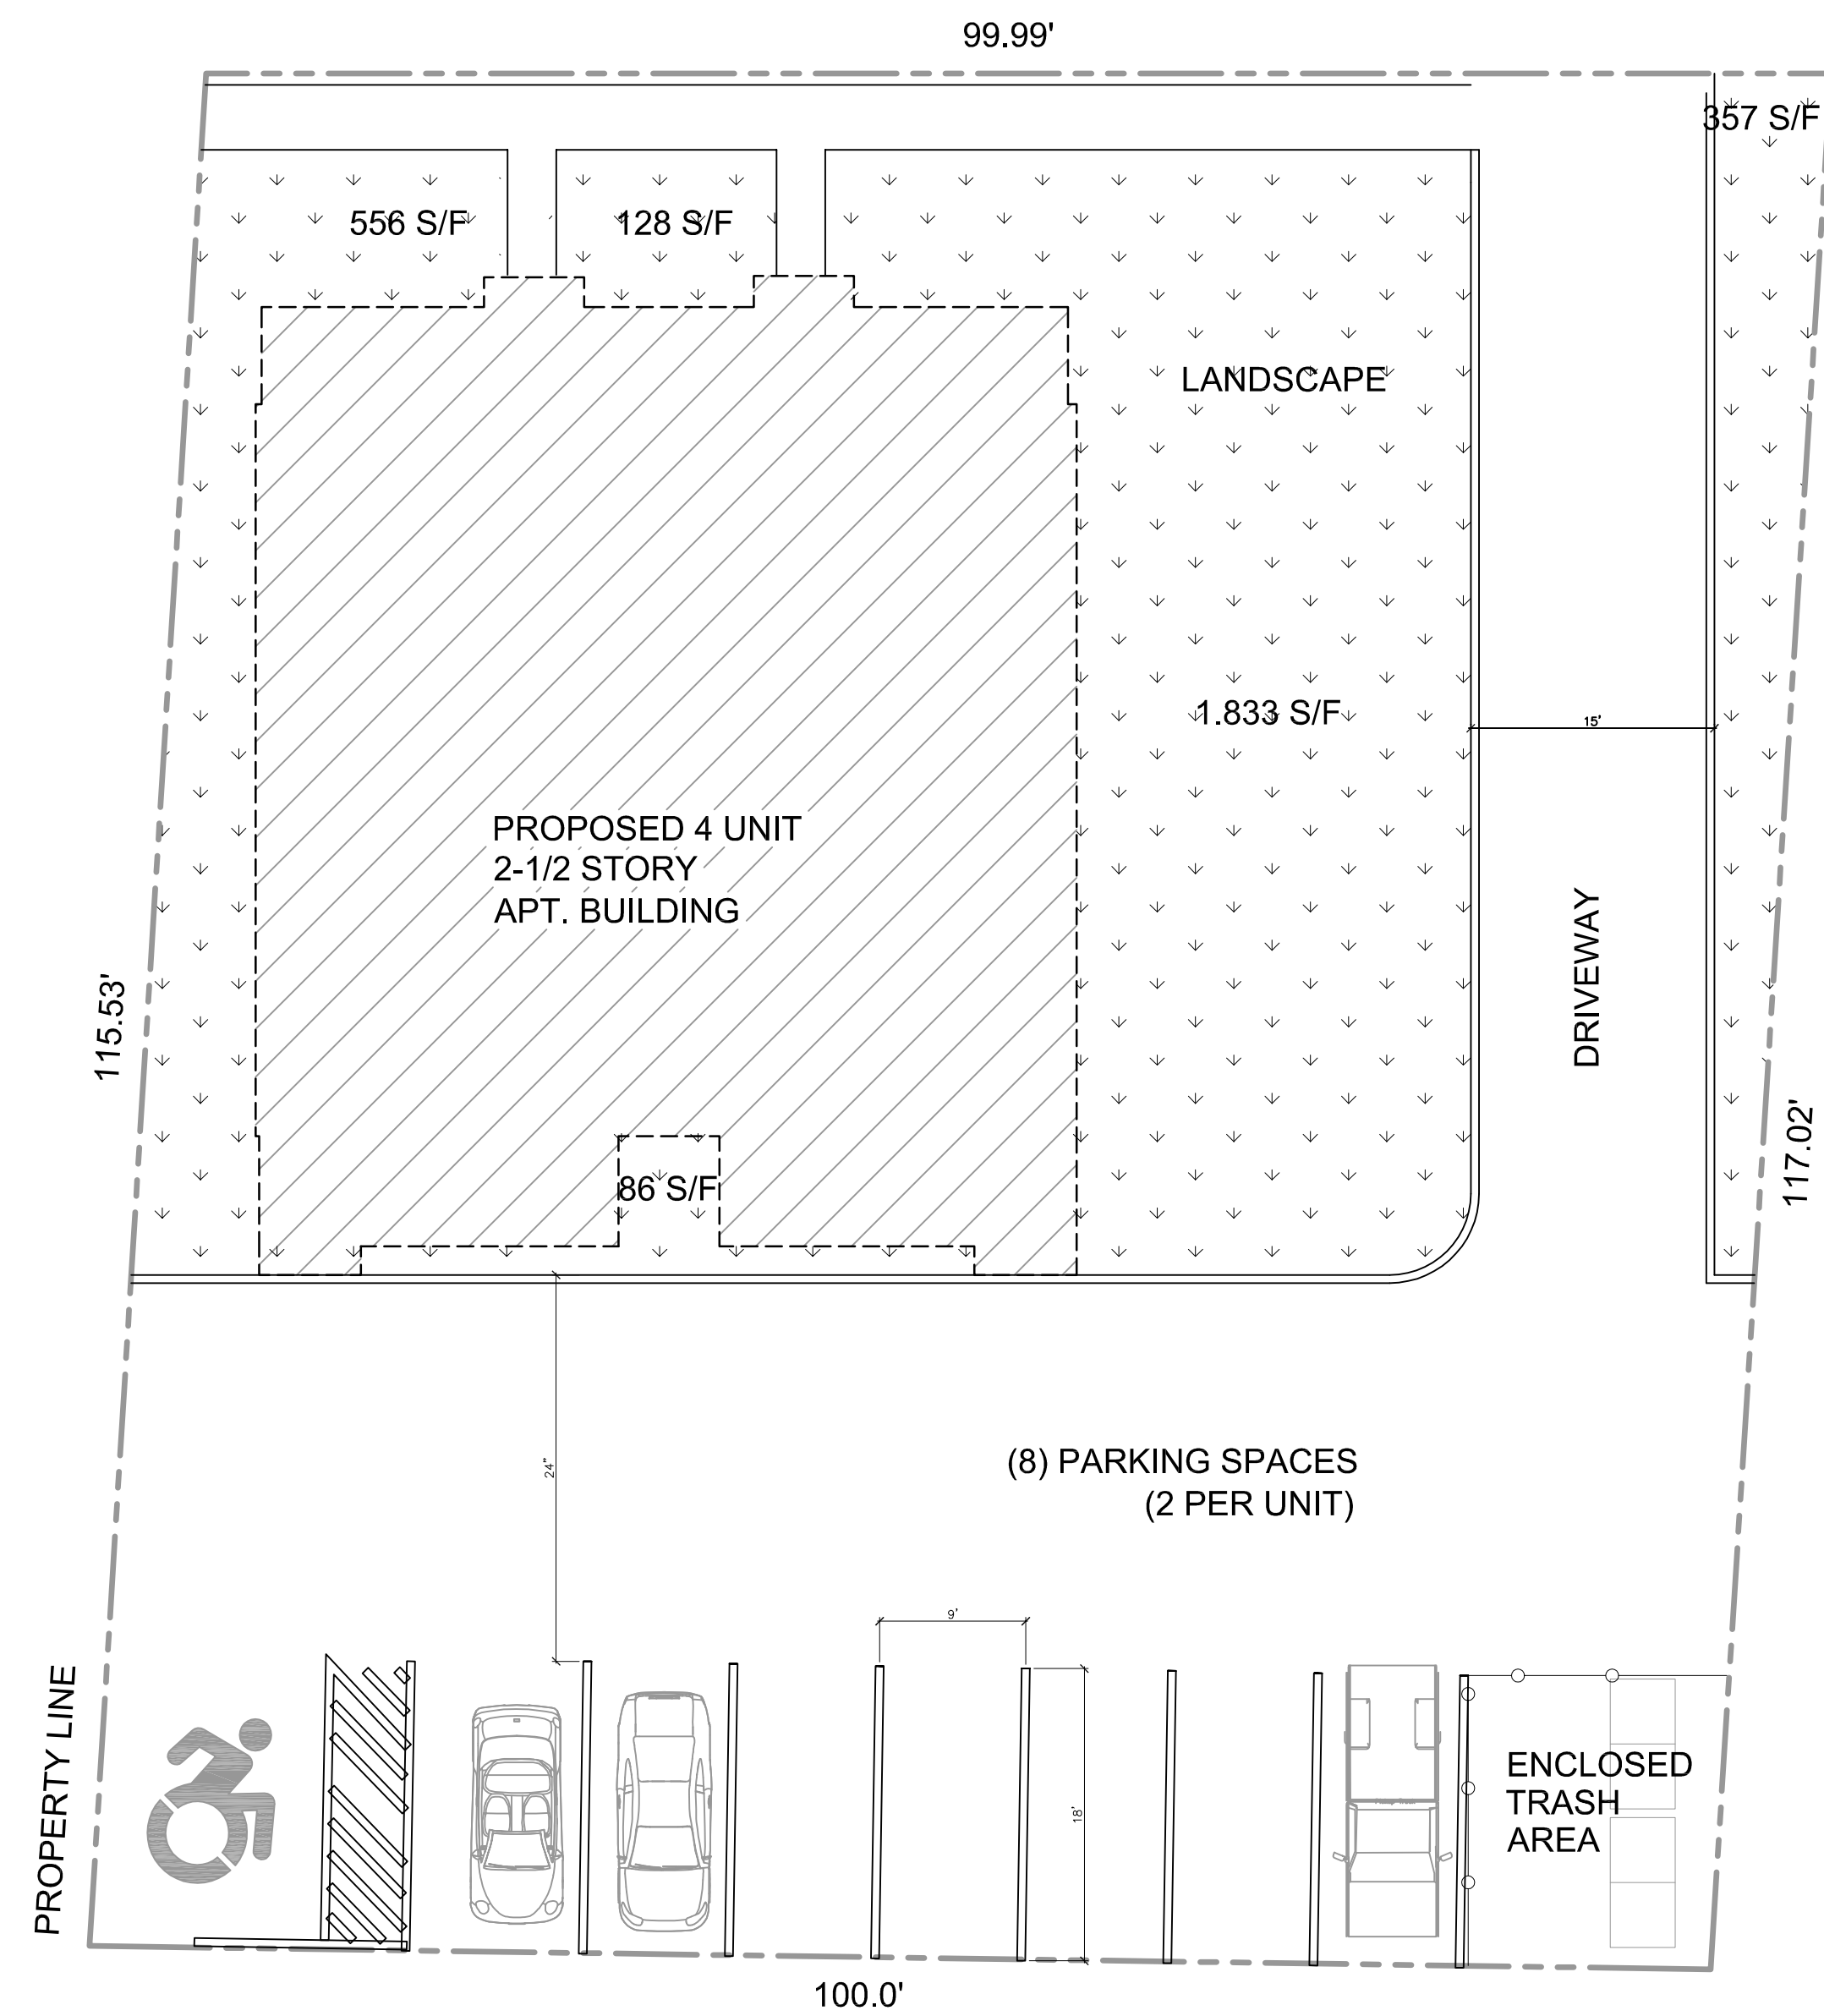 99.99'
357 S/F
556 S/F
128 S/F
LANDSCAPE
1.833 S/F
15'
PROPOSED 4 UNIT
2-1/2 STORY
APT. BUILDING
DRIVEWAY
115.53'
117.02'
86 S/F
24"
(8) PARKING SPACES
(2 PER UNIT)
9'
18'
PROPERTY LINE
ENCLOSED
TRASH
AREA
100.0'